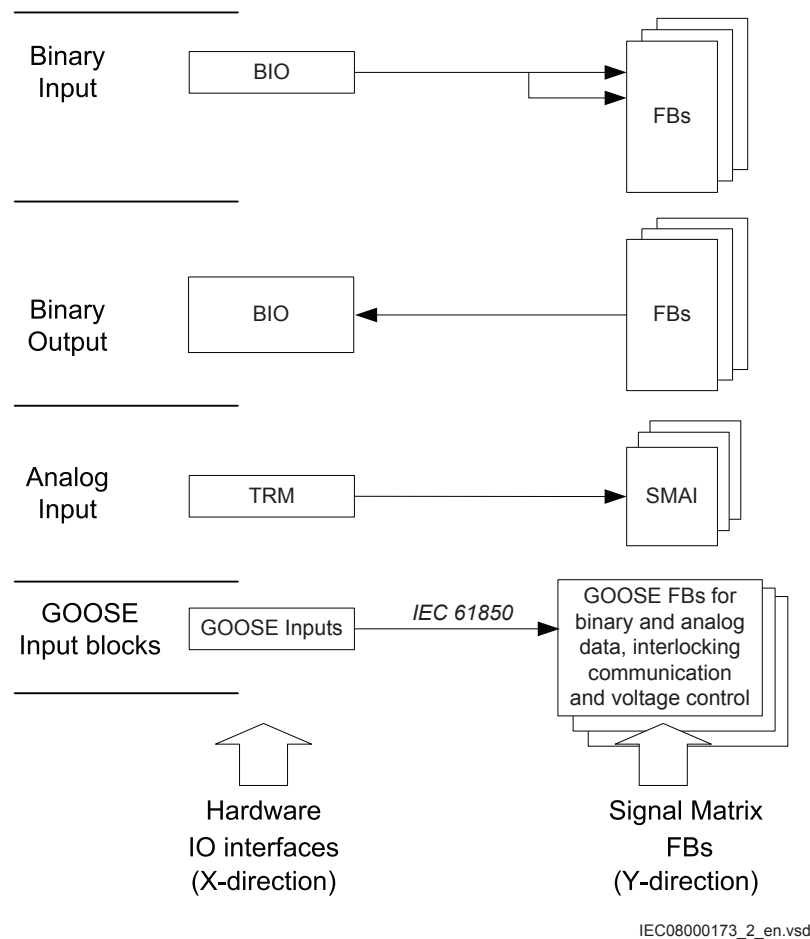 Binary
Input
BIO
FBs
Binary
Output
BIO
FBs
Analog
Input
TRM
SMAI
GOOSE
Input blocks
GOOSE Inputs
IEC 61850
GOOSE FBs for
binary and analog
data, interlocking
communication
and voltage control
Hardware
IO interfaces
(X-direction)
Signal Matrix
FBs
(Y-direction)
IEC08000173_2_en.vsd